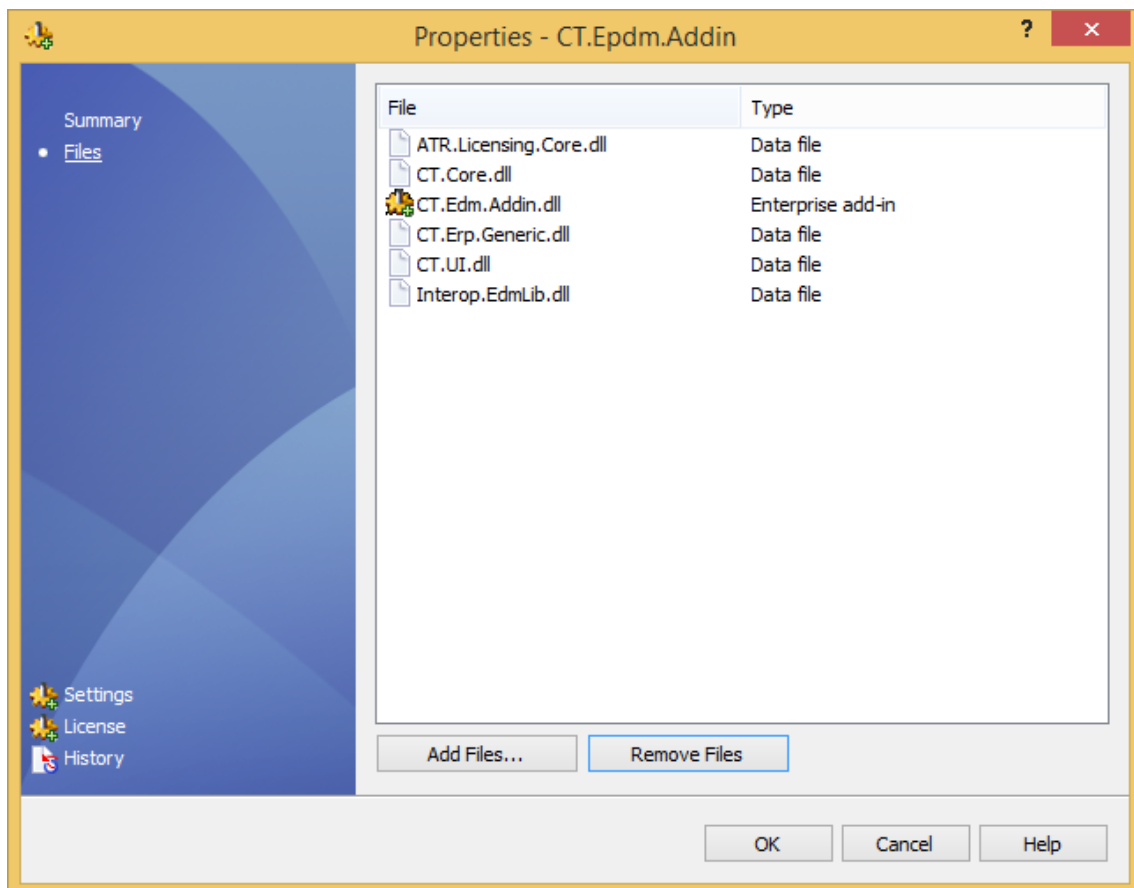 Properties - CT.Epdm.Addin
?
Summary
Files
File Type
ATR.Licensing.Core.dll Data file
CT.Core.dll Data file
CT.Edm.Addin.dll Enterprise add-in
CT.Erp.Generic.dll Data file
CT.UI.dll Data file
Interop.EdmLib.dll Data file
Settings
License
History
Add Files... Remove Files
OK Cancel Help